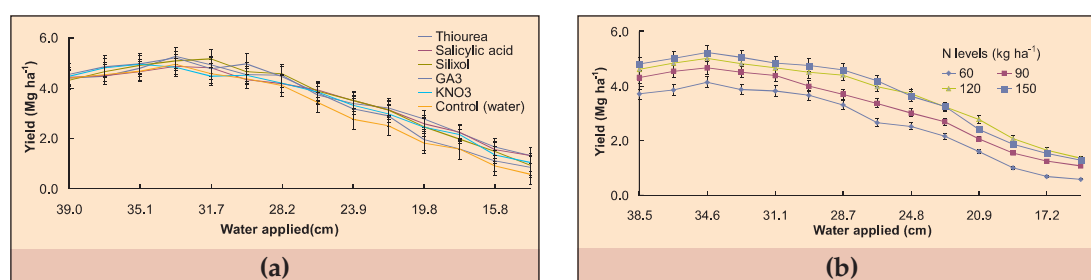 Yield (Mg ha⁻¹)
6.0
4.0
2.0
0.0
39.0 35.1 31.7 28.2 23.9 19.8 15.8
Water applied(cm)
Thiourea
Salicylic acid
Silixol
GA3
KNO3
Control (water)
(a)
Yield (Mg ha⁻¹)
6.0
4.0
2.0
0.0
38.5 34.6 31.1 28.7 24.8 20.9 17.2
Water applied (cm)
N levels (kg ha⁻¹)
60 90
120 150
(b)